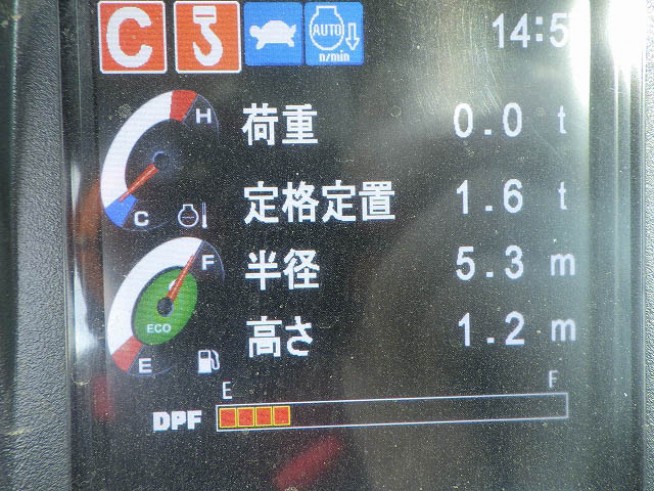 C AUTO n/min 14:5
H
荷重 0.0 t
C
定格定置 1.6 t
F
半径 5.3 m
ECO
高さ 1.2 m
E
E F
DPF